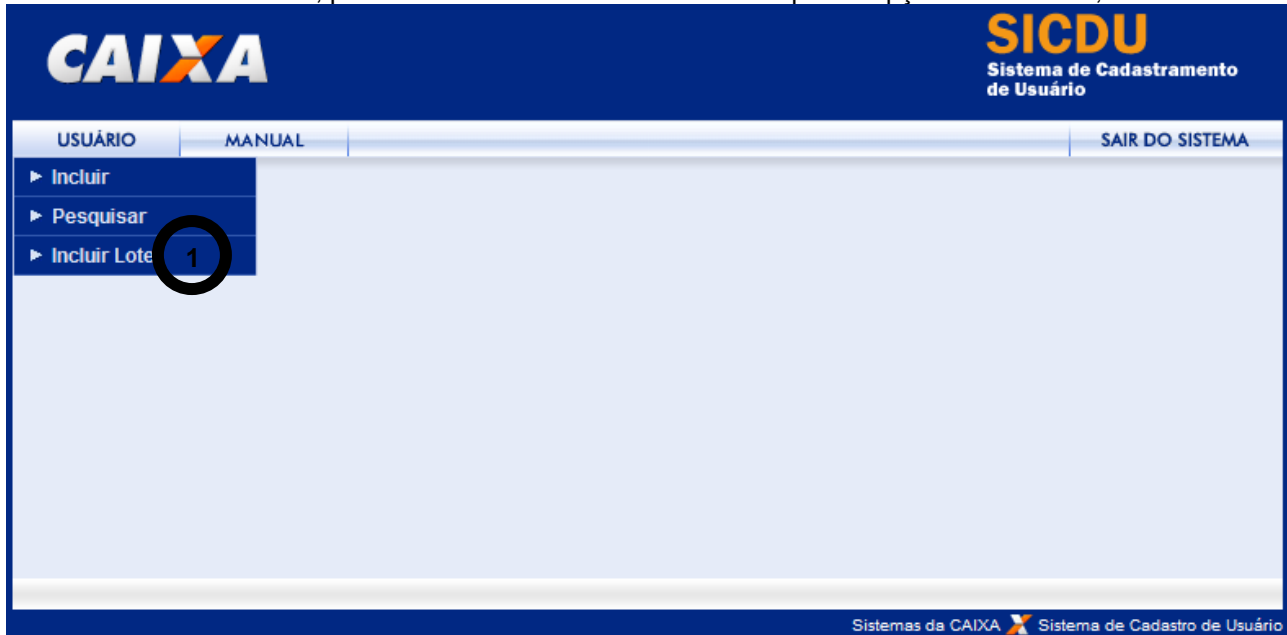 CAIXA
SICDU
Sistema de Cadastramento
de Usuário
USUÁRIO
MANUAL
SAIR DO SISTEMA
Incluir
Pesquisar
Incluir Lote
1
Sistemas da CAIXA
Sistema de Cadastro de Usuário